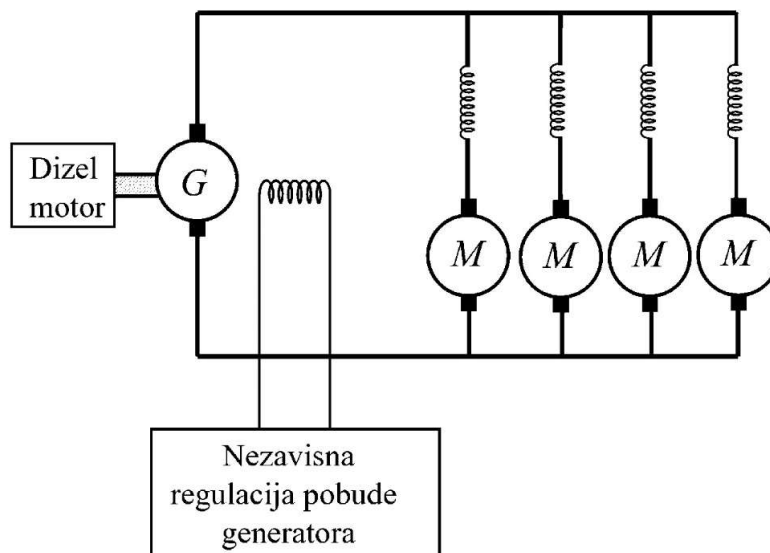 Dizel
motor
G
M
M
M
M
Nezavisna
regulacija pobude
generatora